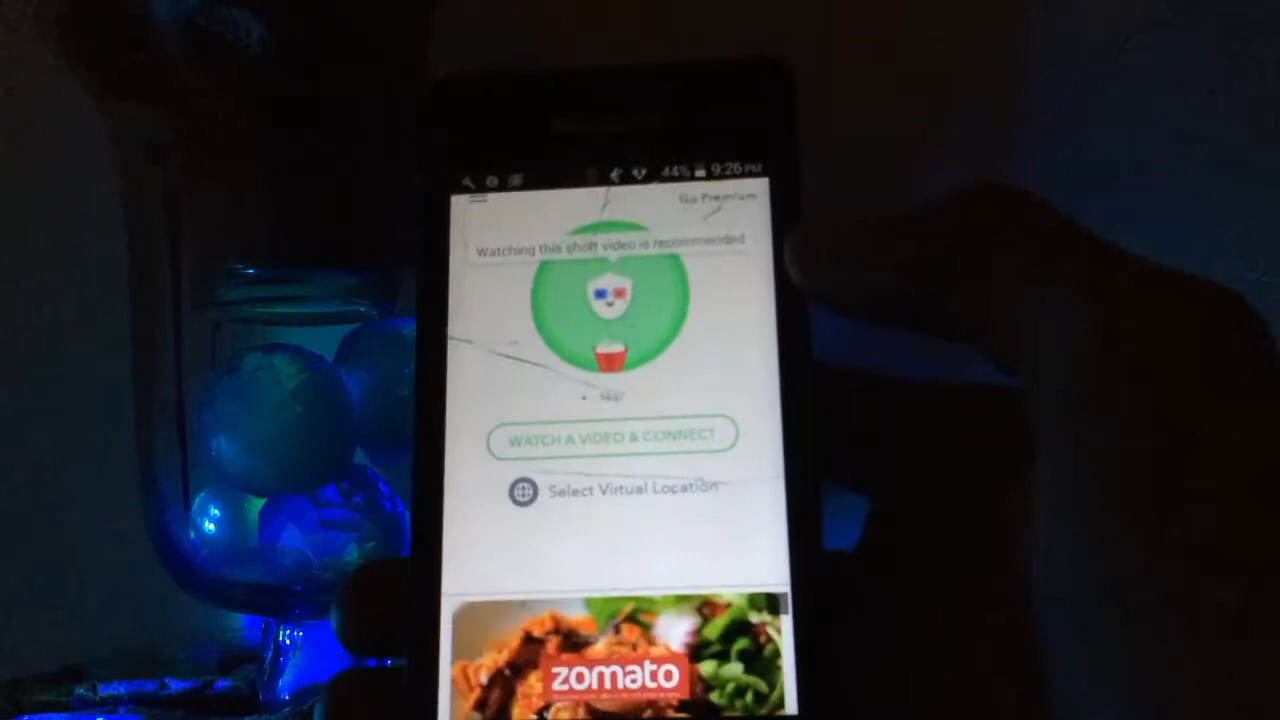 44% 9:26 PM
Go Premium
Watching this short video is recommended
Skip
WATCH A VIDEO & CONNECT
Select Virtual Location
zomato